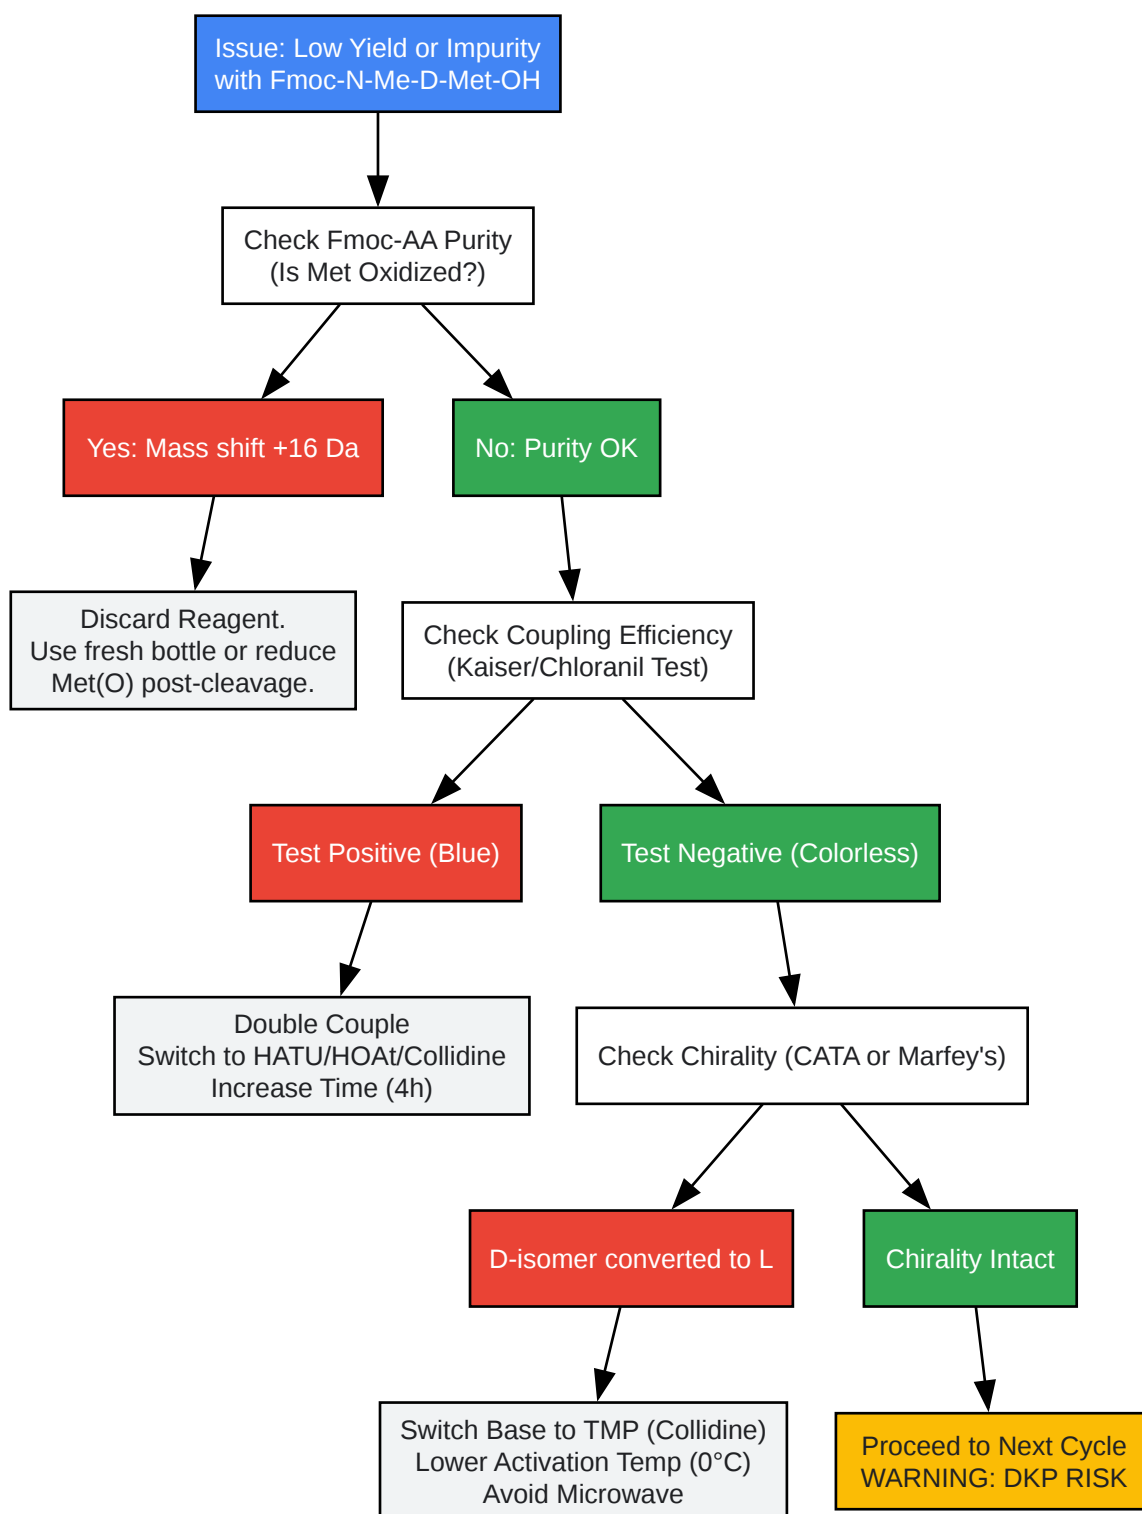 Issue: Low Yield or Impurity
with Fmoc-N-Me-D-Met-OH
Check Fmoc-AA Purity
(Is Met Oxidized?)
Yes: Mass shift +16 Da
No: Purity OK
Discard Reagent.
Use fresh bottle or reduce
Met(O) post-cleavage.
Check Coupling Efficiency
(Kaiser/Chloranil Test)
Test Positive (Blue)
Test Negative (Colorless)
Double Couple
Switch to HATU/HOAt/Collidine
Increase Time (4h)
Check Chirality (CATA or Marfey's)
D-isomer converted to L
Chirality Intact
Switch Base to TMP (Collidine)
Lower Activation Temp (0°C)
Avoid Microwave
Proceed to Next Cycle
WARNING: DKP RISK